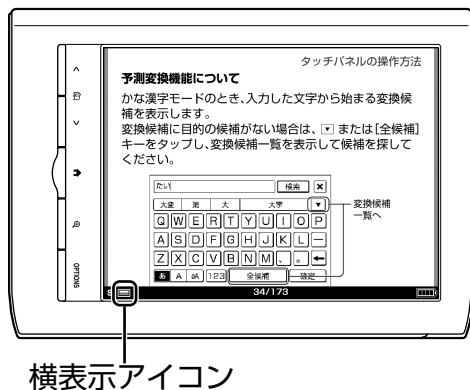 タッチパネルの操作方法
予測変換機能について
かな漢字モードのとき、入力した文字から始まる変換候
補を表示します。
変換候補に目的の候補がない場合は、▼ または[全候補]
キーをタップし、変換候補一覧を表示して候補を探して
ください。
たい 検索 ×
大変 第 大 大学 ▼
変換候補
一覧へ
Q W E R T Y U I O P
A S D F G H J K L ー
Z X C V B N M 、 。 ←
あ A aA 123 全候補 確定
OPTIONS
S 34/173
横表示アイコン